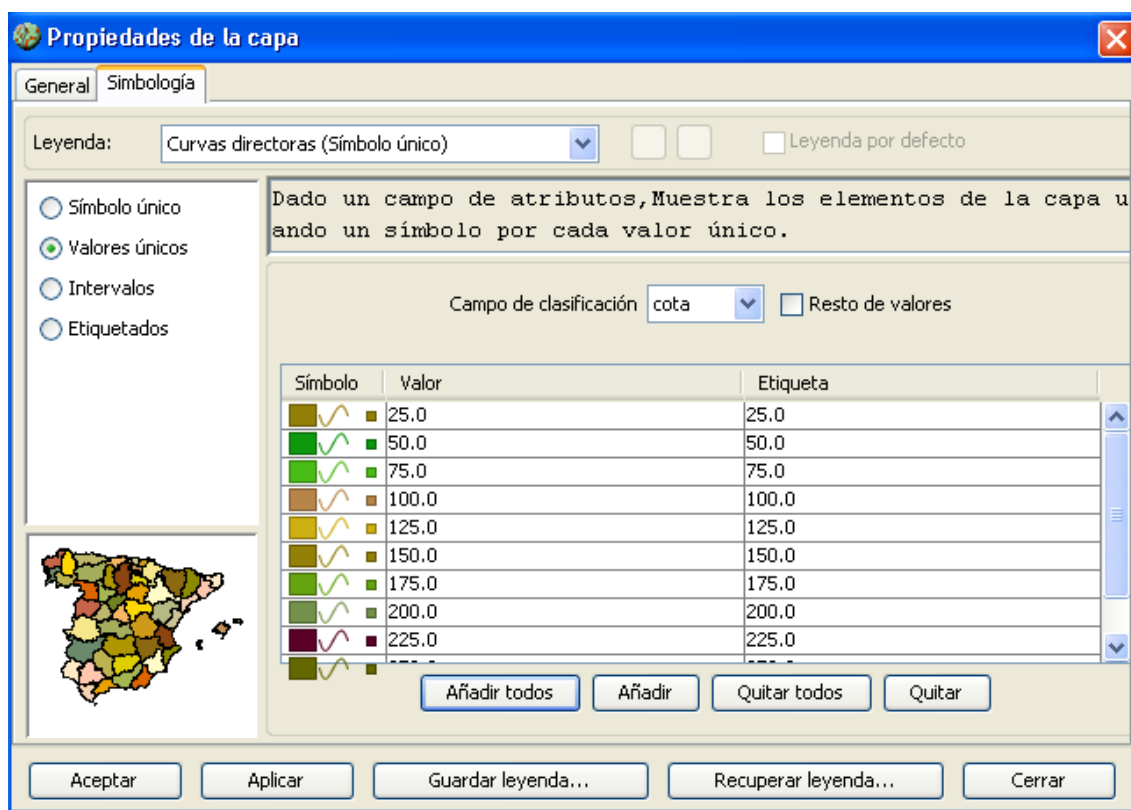 Propiedades de la capa
General Simbología
Leyenda: Curvas directoras (Símbolo único) Leyenda por defecto
Símbolo único
Valores únicos
Intervalos
Etiquetados
Dado un campo de atributos,Muestra los elementos de la capa u
ando un símbolo por cada valor único.
Campo de clasificación cota Resto de valores
Símbolo Valor Etiqueta
25.0 25.0
50.0 50.0
75.0 75.0
100.0 100.0
125.0 125.0
150.0 150.0
175.0 175.0
200.0 200.0
225.0 225.0
Añadir todos Añadir Quitar todos Quitar
Aceptar Aplicar Guardar leyenda... Recuperar leyenda... Cerrar